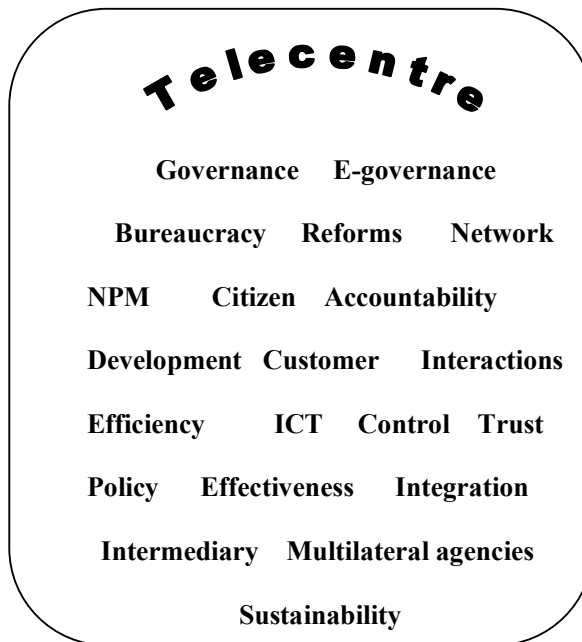 Telecentre
Governance E-governance
Bureaucracy Reforms Network
NPM Citizen Accountability
Development Customer Interactions
Efficiency ICT Control Trust
Policy Effectiveness Integration
Intermediary Multilateral agencies
Sustainability